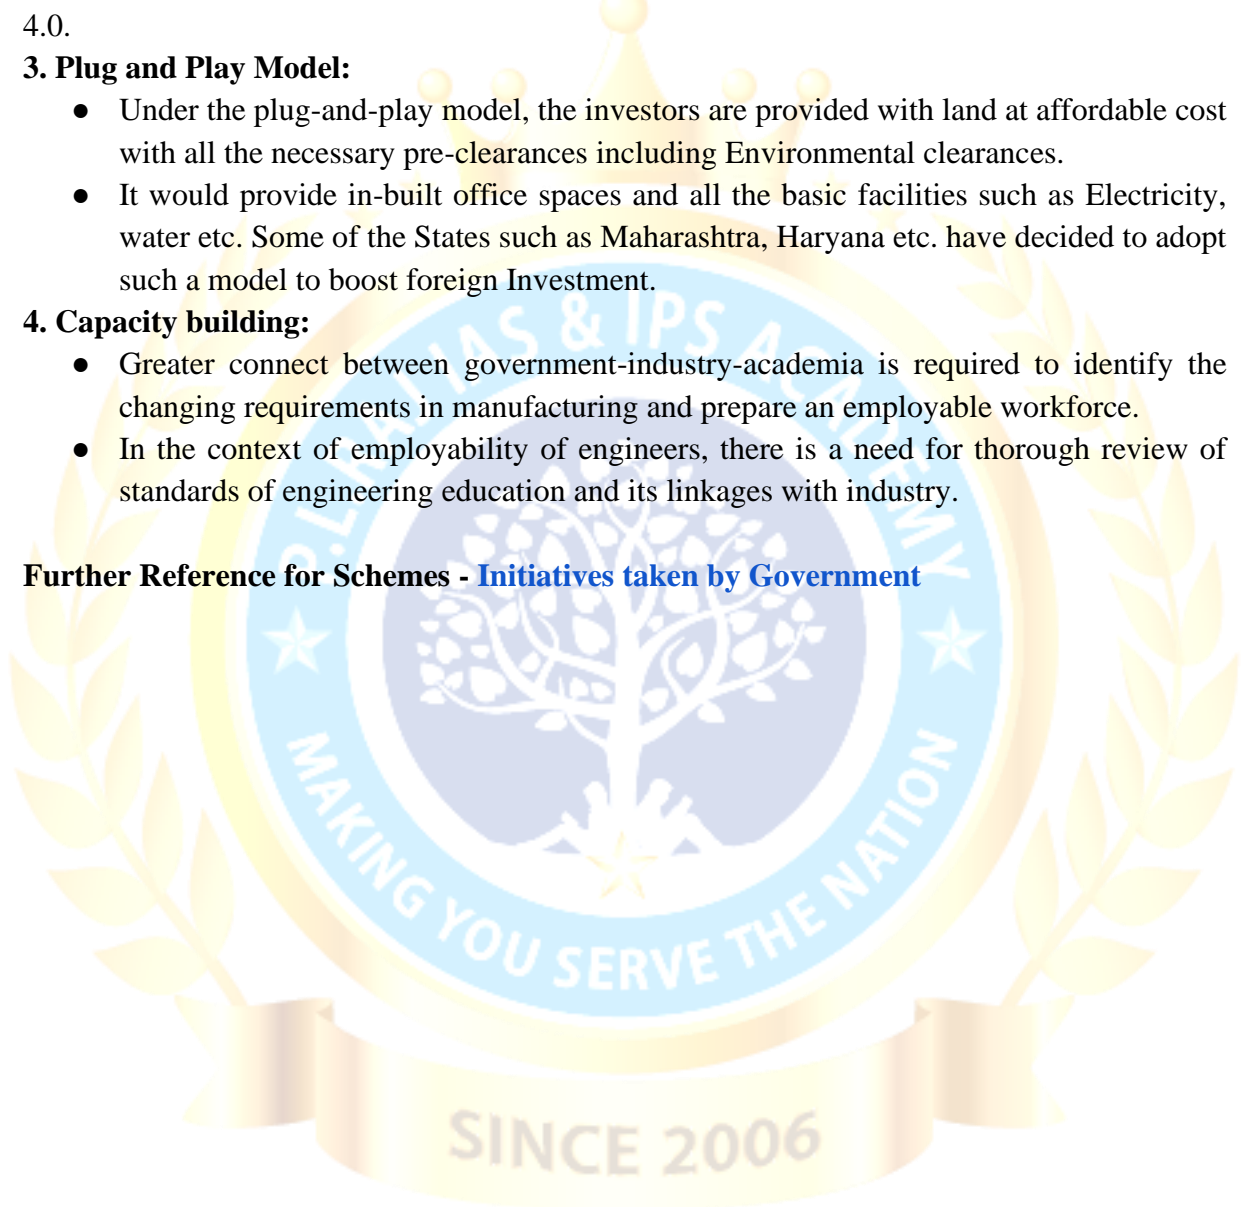 4.0.
3. Plug and Play Model:
● Under the plug-and-play model, the investors are provided with land at affordable cost
with all the necessary pre-clearances including Environmental clearances.
● It would provide in-built office spaces and all the basic facilities such as Electricity,
water etc. Some of the States such as Maharashtra, Haryana etc. have decided to adopt
such a model to boost foreign Investment.
4. Capacity building:
● Greater connect between government-industry-academia is required to identify the
changing requirements in manufacturing and prepare an employable workforce.
● In the context of employability of engineers, there is a need for thorough review of
standards of engineering education and its linkages with industry.
Further Reference for Schemes - Initiatives taken by Government
P.L. RAJ IAS & IPS ACADEMY
MAKING YOU SERVE THE NATION
SINCE 2006